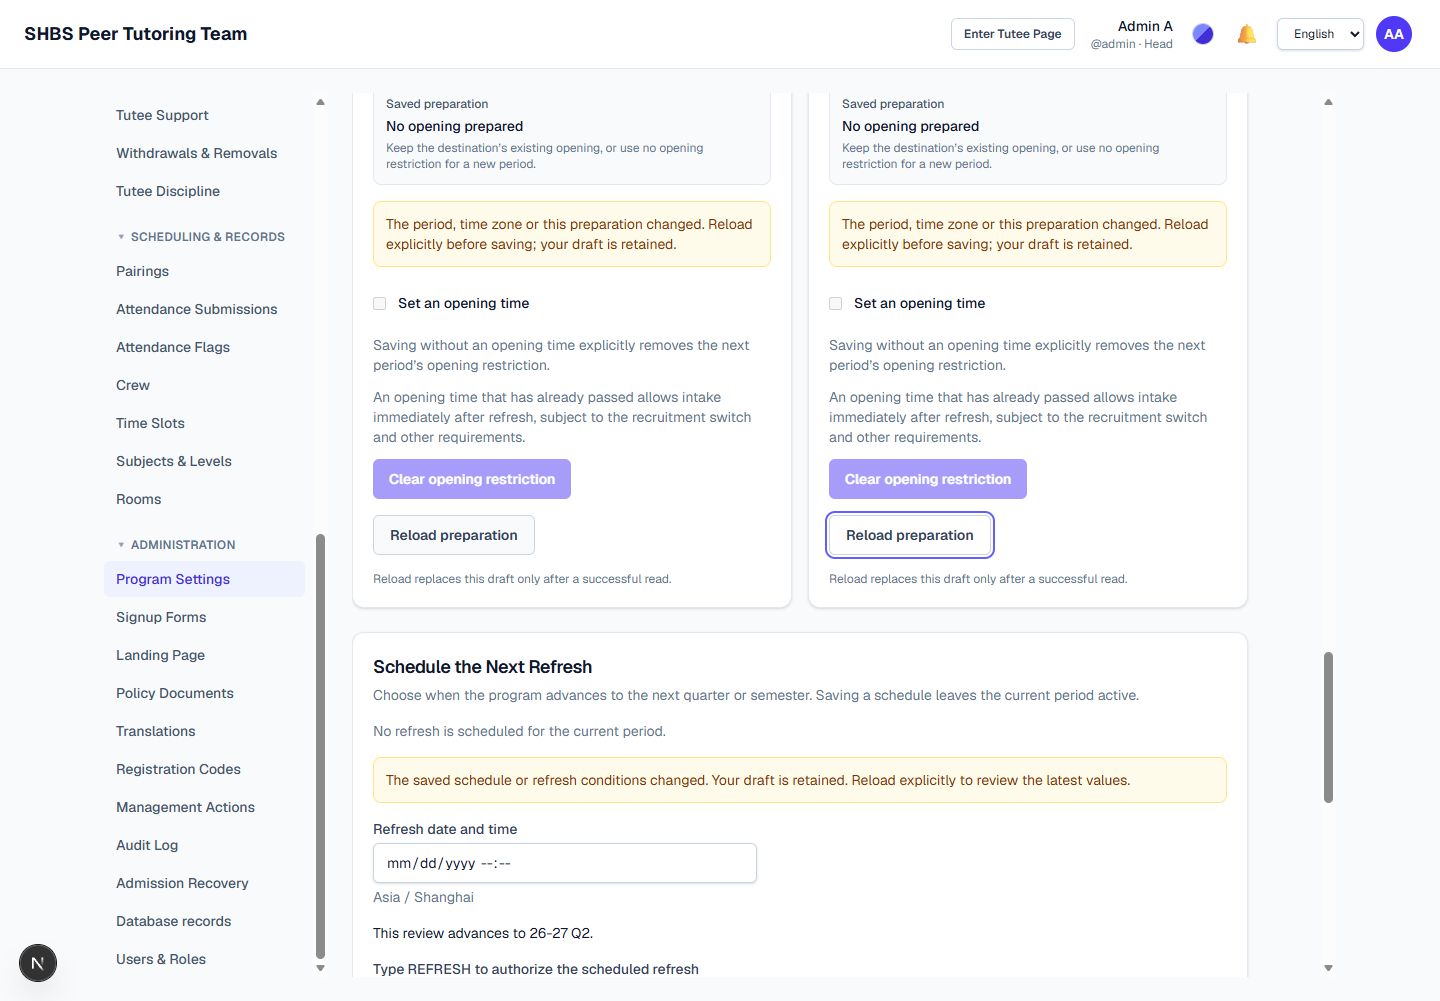 SHBS Peer Tutoring Team
Enter Tutee Page
Admin A
@admin · Head
English
AA
Tutee Support
Withdrawals & Removals
Tutee Discipline
SCHEDULING & RECORDS
Pairings
Attendance Submissions
Attendance Flags
Crew
Time Slots
Subjects & Levels
Rooms
ADMINISTRATION
Program Settings
Signup Forms
Landing Page
Policy Documents
Translations
Registration Codes
Management Actions
Audit Log
Admission Recovery
Database records
Users & Roles
N
Saved preparation
No opening prepared
Keep the destination's existing opening, or use no opening
restriction for a new period.
The period, time zone or this preparation changed. Reload
explicitly before saving; your draft is retained.
Set an opening time
Saving without an opening time explicitly removes the next
period's opening restriction.
An opening time that has already passed allows intake
immediately after refresh, subject to the recruitment switch
and other requirements.
Clear opening restriction
Reload preparation
Reload replaces this draft only after a successful read.
Saved preparation
No opening prepared
Keep the destination's existing opening, or use no opening
restriction for a new period.
The period, time zone or this preparation changed. Reload
explicitly before saving; your draft is retained.
Set an opening time
Saving without an opening time explicitly removes the next
period's opening restriction.
An opening time that has already passed allows intake
immediately after refresh, subject to the recruitment switch
and other requirements.
Clear opening restriction
Reload preparation
Reload replaces this draft only after a successful read.
Schedule the Next Refresh
Choose when the program advances to the next quarter or semester. Saving a schedule leaves the current period active.
No refresh is scheduled for the current period.
The saved schedule or refresh conditions changed. Your draft is retained. Reload explicitly to review the latest values.
Refresh date and time
mm/dd/yyyy --:--
Asia / Shanghai
This review advances to 26-27 Q2.
Type REFRESH to authorize the scheduled refresh